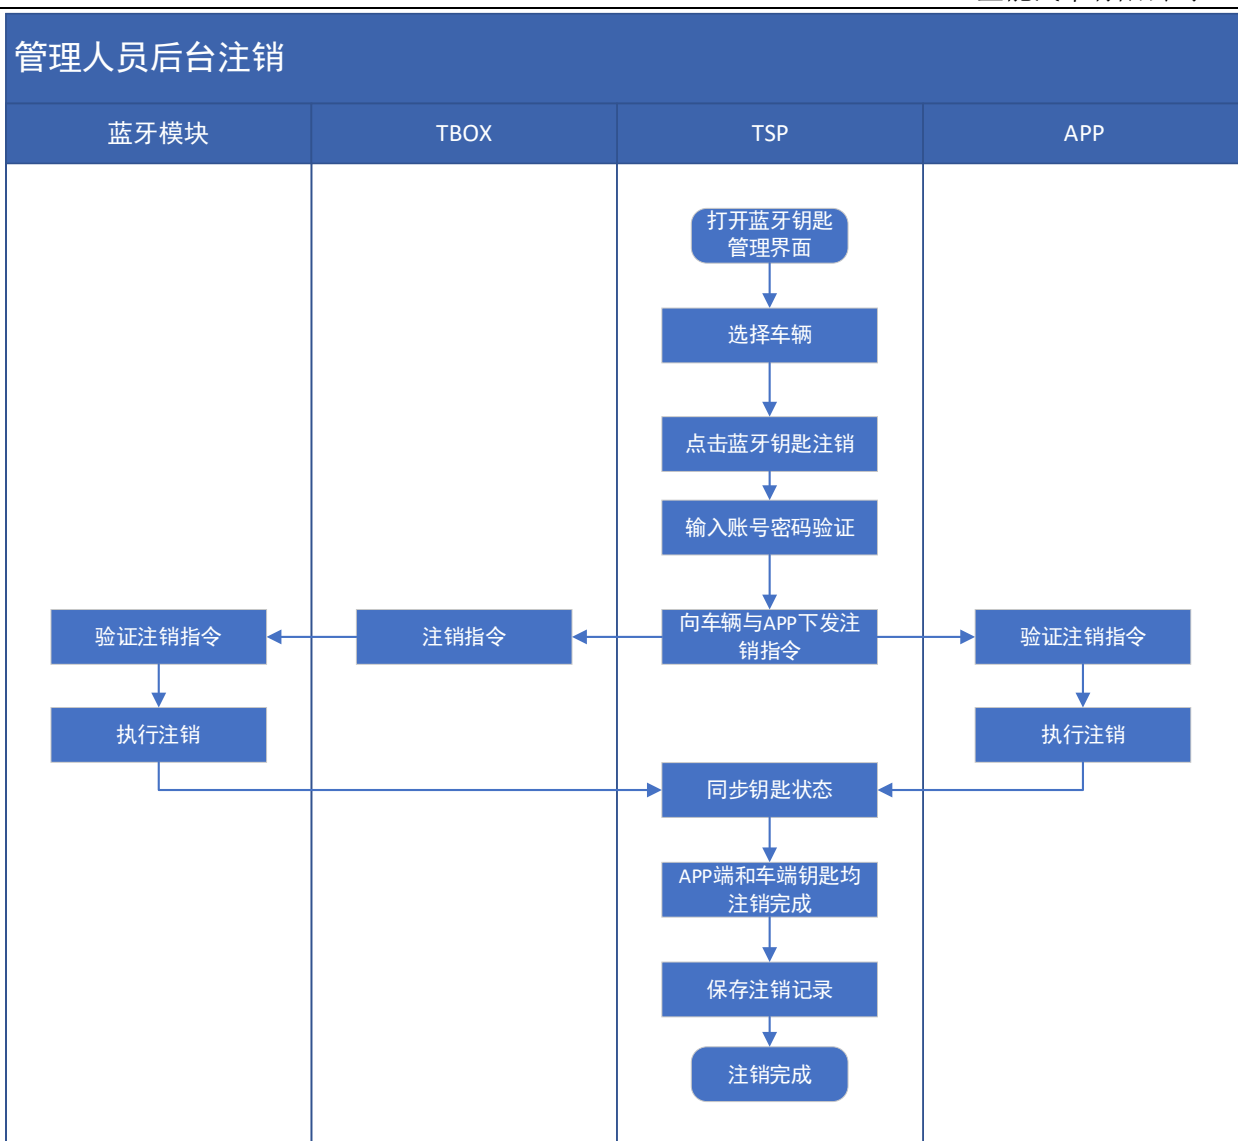 管理人员后台注销
蓝牙模块
TBOX
TSP
APP
打开蓝牙钥匙
管理界面
选择车辆
点击蓝牙钥匙注销
输入账号密码验证
验证注销指令
注销指令
向车辆与APP下发注
销指令
验证注销指令
执行注销
执行注销
同步钥匙状态
APP端和车端钥匙均
注销完成
保存注销记录
注销完成